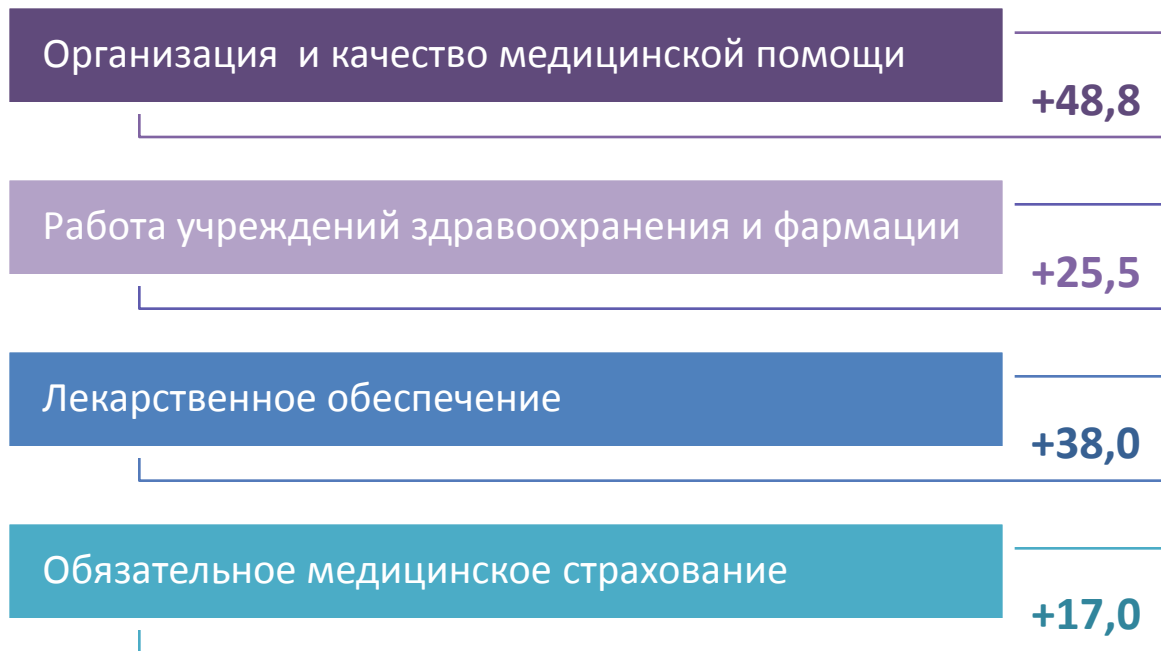 Организация и качество медицинской помощи
+48,8
Работа учреждений здравоохранения и фармации
+25,5
Лекарственное обеспечение
+38,0
Обязательное медицинское страхование
+17,0